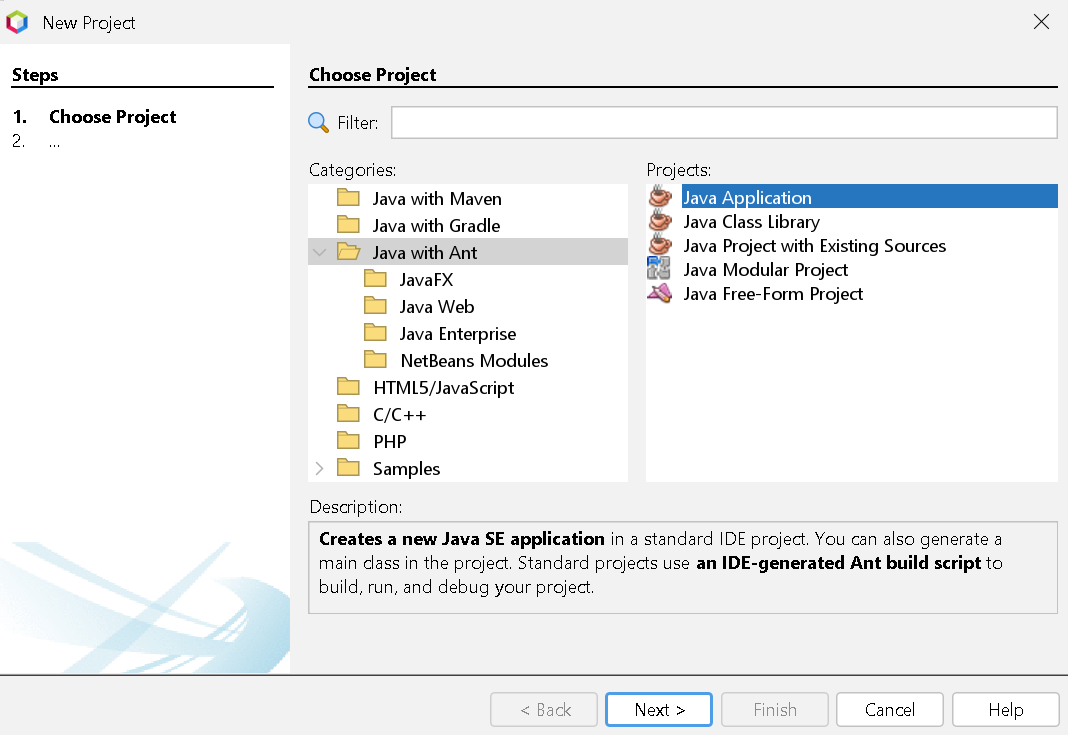 New Project
Steps
1. Choose Project
2. ...
Choose Project
Filter:
Categories:
Java with Maven
Java with Gradle
Java with Ant
JavaFX
Java Web
Java Enterprise
NetBeans Modules
HTML5/JavaScript
C/C++
PHP
Samples
Projects:
Java Application
Java Class Library
Java Project with Existing Sources
Java Modular Project
Java Free-Form Project
Description:
Creates a new Java SE application in a standard IDE project. You can also generate a
main class in the project. Standard projects use an IDE-generated Ant build script to
build, run, and debug your project.
< Back
Next >
Finish
Cancel
Help